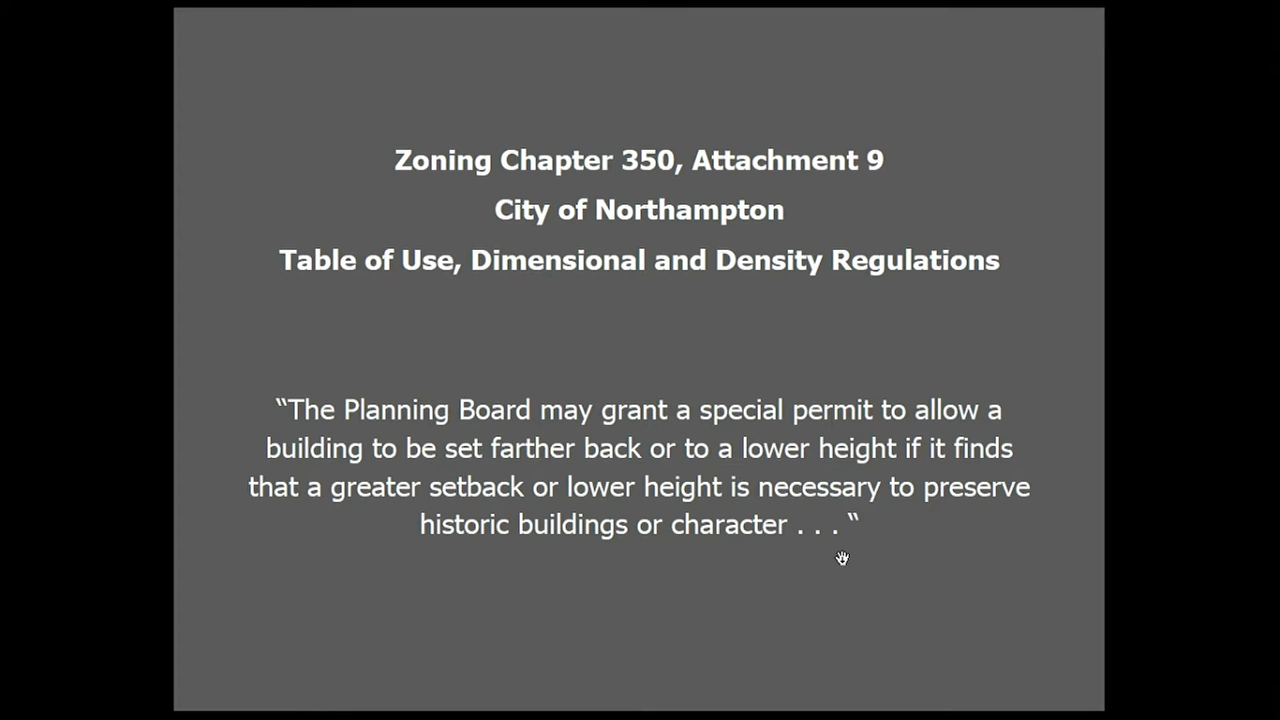 Zoning Chapter 350, Attachment 9
City of Northampton
Table of Use, Dimensional and Density Regulations
“The Planning Board may grant a special permit to allow a
building to be set farther back or to a lower height if it finds
that a greater setback or lower height is necessary to preserve
historic buildings or character . . . “